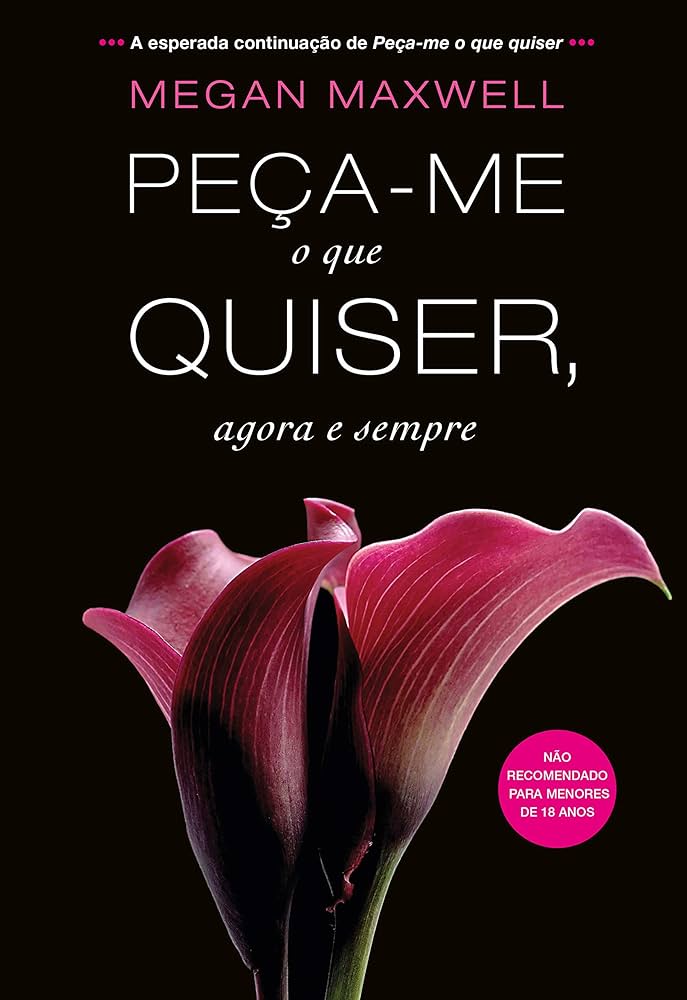 ••• A esperada continuação de Peça-me o que quiser •••
MEGAN MAXWELL
PEÇA-ME
o que
QUISER,
agora e sempre
NÃO
RECOMENDADO
PARA MENORES
DE 18 ANOS